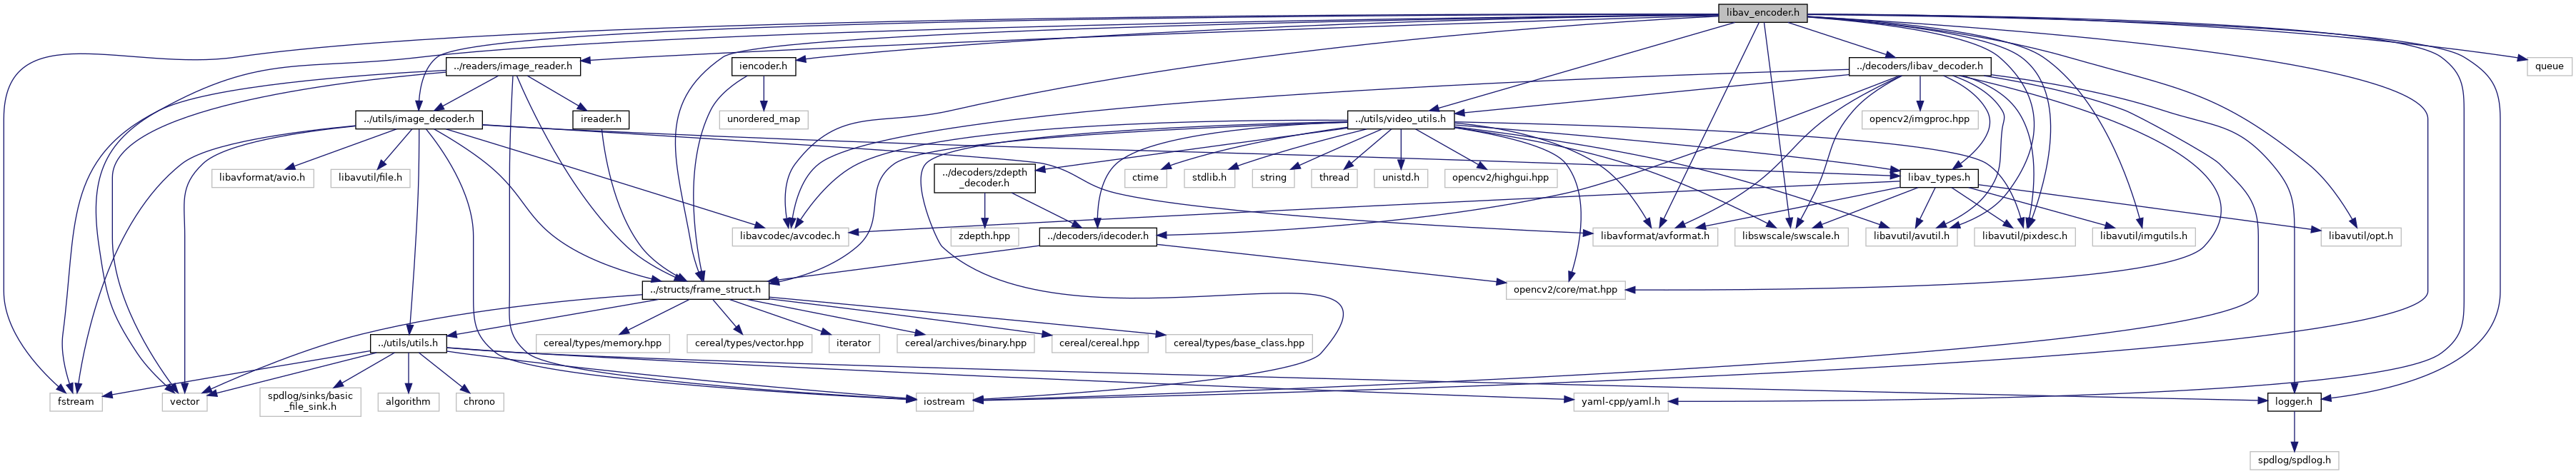 libav_encoder.h
../readers/image_reader.h
iencoder.h
../decoders/libav_decoder.h
queue
../utils/image_decoder.h
ireader.h
unordered_map
../utils/video_utils.h
opencv2/imgproc.hpp
libavformat/avio.h
libavutil/file.h
../decoders/zdepth
_decoder.h
ctime
stdlib.h
string
thread
unistd.h
opencv2/highgui.hpp
libav_types.h
libavcodec/avcodec.h
zdepth.hpp
../decoders/idecoder.h
libavformat/avformat.h
libswscale/swscale.h
libavutil/avutil.h
libavutil/pixdesc.h
libavutil/imgutils.h
libavutil/opt.h
../structs/frame_struct.h
opencv2/core/mat.hpp
../utils/utils.h
cereal/types/memory.hpp
cereal/types/vector.hpp
iterator
cereal/archives/binary.hpp
cereal/cereal.hpp
cereal/types/base_class.hpp
fstream
vector
spdlog/sinks/basic
_file_sink.h
algorithm
chrono
iostream
yaml-cpp/yaml.h
logger.h
spdlog/spdlog.h